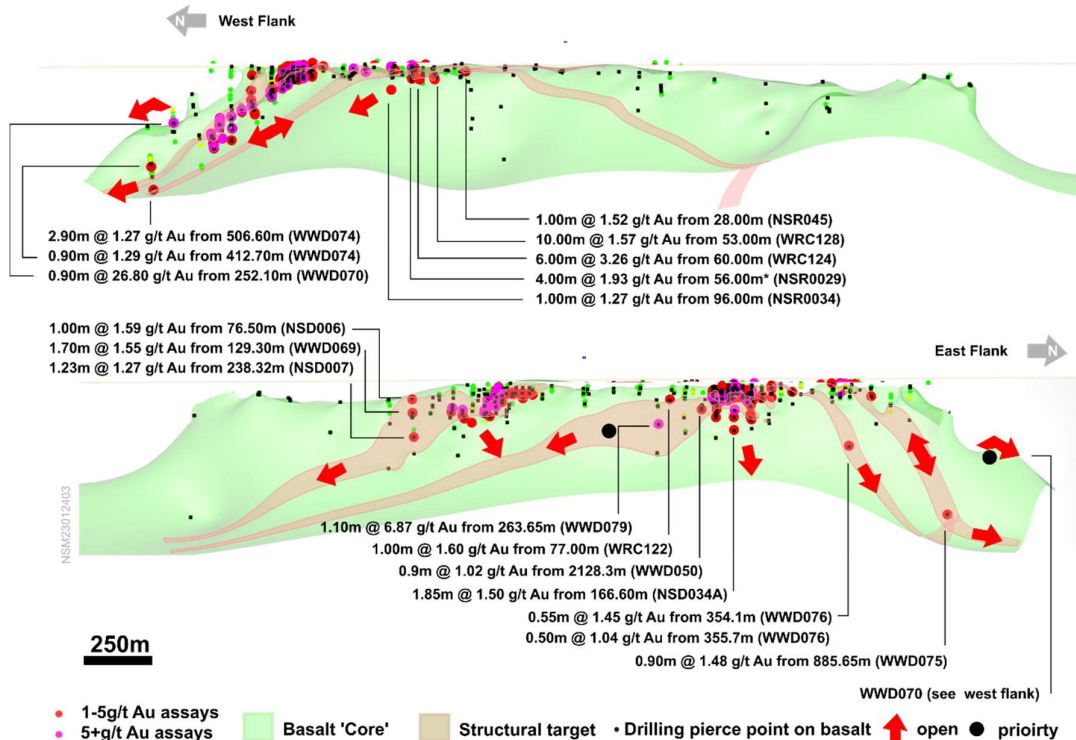 N West Flank
2.90m @ 1.27 g/t Au from 506.60m (WWD074)
0.90m @ 1.29 g/t Au from 412.70m (WWD074)
0.90m @ 26.80 g/t Au from 252.10m (WWD070)
1.00m @ 1.52 g/t Au from 28.00m (NSR045)
10.00m @ 1.57 g/t Au from 53.00m (WRC128)
6.00m @ 3.26 g/t Au from 60.00m (WRC124)
4.00m @ 1.93 g/t Au from 56.00m* (NSR0029)
1.00m @ 1.27 g/t Au from 96.00m (NSR0034)
1.00m @ 1.59 g/t Au from 76.50m (NSD006)
1.70m @ 1.55 g/t Au from 129.30m (WWD069)
1.23m @ 1.27 g/t Au from 238.32m (NSD007)
East Flank N
1.10m @ 6.87 g/t Au from 263.65m (WWD079)
1.00m @ 1.60 g/t Au from 77.00m (WRC122)
0.9m @ 1.02 g/t Au from 2128.3m (WWD050)
1.85m @ 1.50 g/t Au from 166.60m (NSD034A)
0.55m @ 1.45 g/t Au from 354.1m (WWD076)
0.50m @ 1.04 g/t Au from 355.7m (WWD076)
0.90m @ 1.48 g/t Au from 885.65m (WWD075)
WWD070 (see west flank)
NSM23012403
250m
1-5g/t Au assays
5+g/t Au assays
Basalt 'Core'
Structural target
Drilling pierce point on basalt
open
prioirty